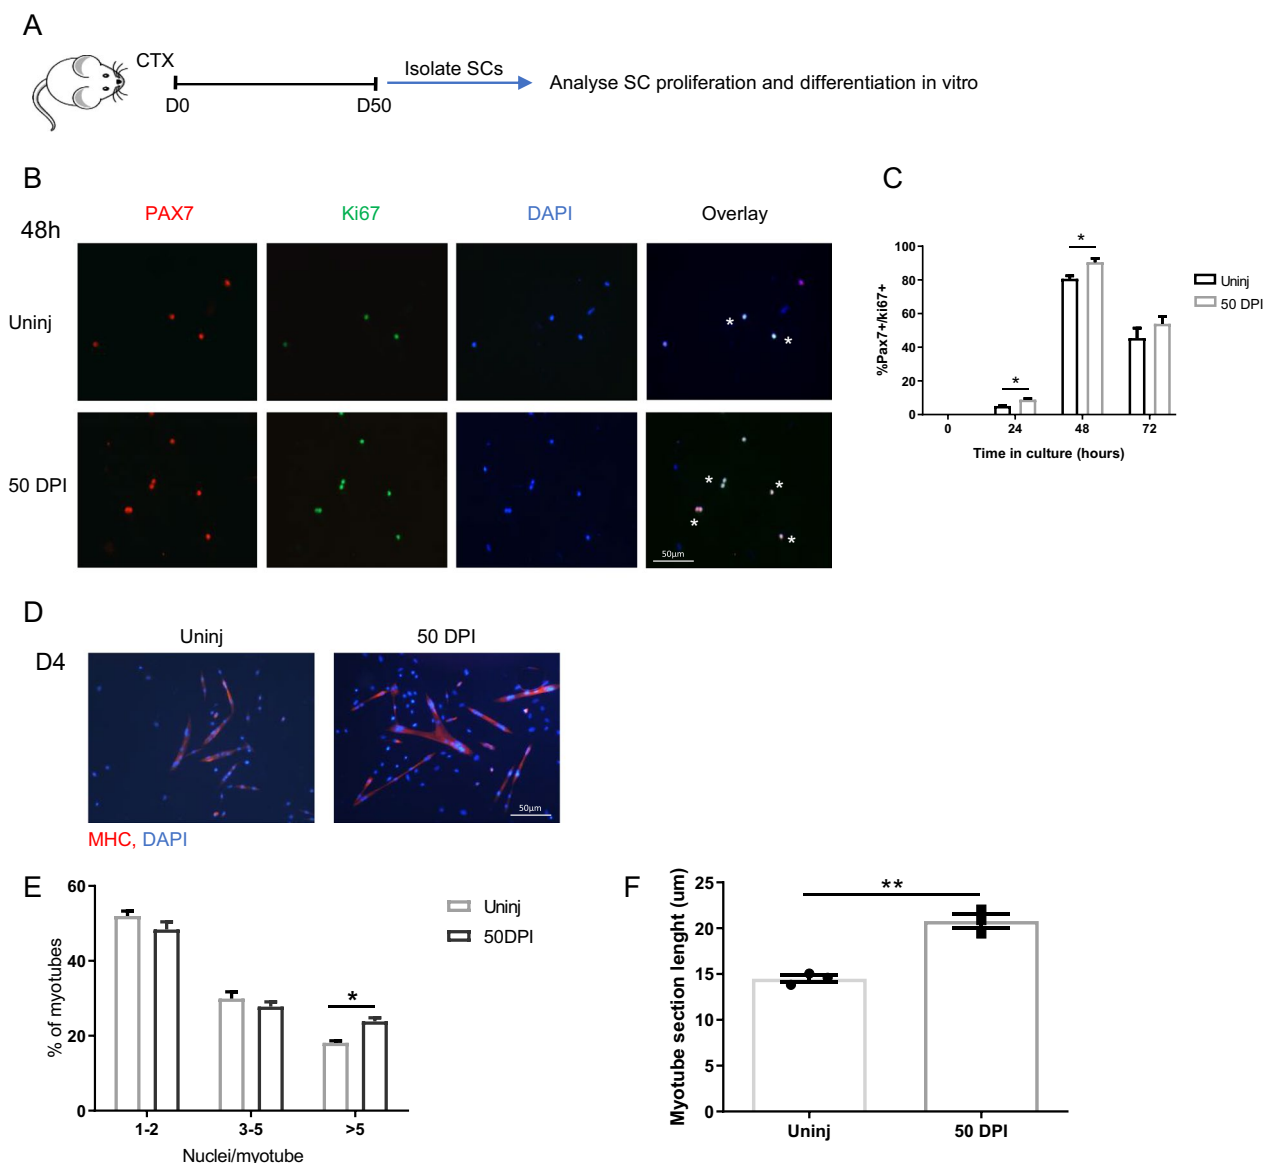 A
CTX
D0
D50
Isolate SCs
Analyse SC proliferation and differentiation in vitro
B
48h
PAX7
Ki67
DAPI
Overlay
Uninj
*
*
50 DPI
*
*
*
*
50μm
C
%Pax7+/ki67+
100
80
60
40
20
0
*
*
*
0
24
48
72
Time in culture (hours)
Uninj
50 DPI
D
D4
Uninj
50 DPI
50μm
MHC, DAPI
E
% of myotubes
60
40
20
0
*
1-2
3-5
>5
Nuclei/myotube
Uninj
50DPI
F
Myotube section lenght (um)
25
20
15
10
5
0
**
Uninj
50 DPI